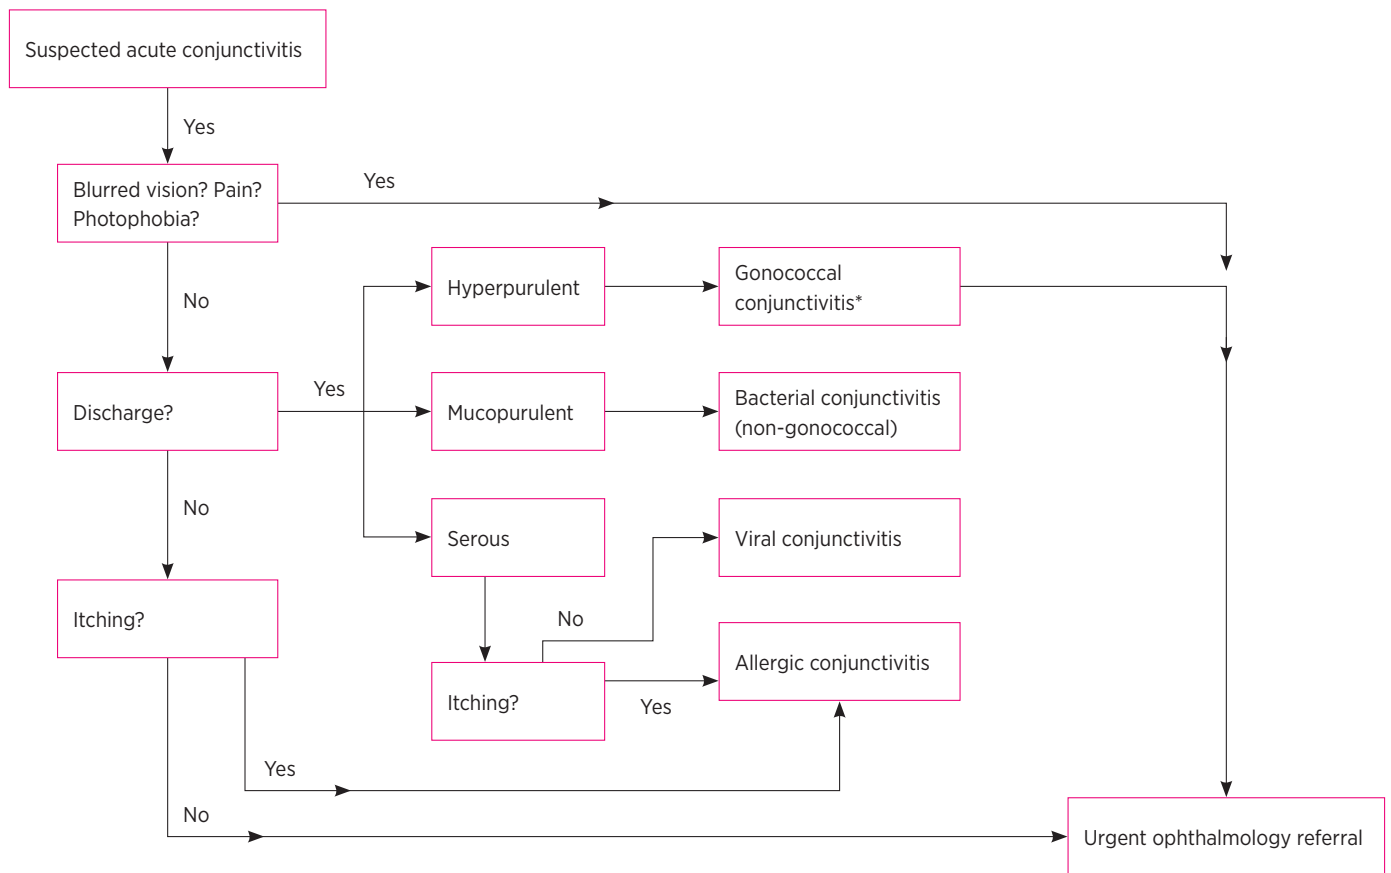 Suspected acute conjunctivitis
Yes
Blurred vision? Pain?
Photophobia?
Yes
No
Hyperpurulent
Gonococcal
conjunctivitis*
Discharge?
Yes
Mucopurulent
Bacterial conjunctivitis
(non-gonococcal)
No
Serous
Viral conjunctivitis
Itching?
No
Itching?
Yes
Allergic conjunctivitis
Yes
No
Urgent ophthalmology referral